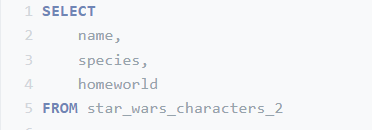 1 SELECT
2 name,
3 species,
4 homeworld
5 FROM star_wars_characters_2